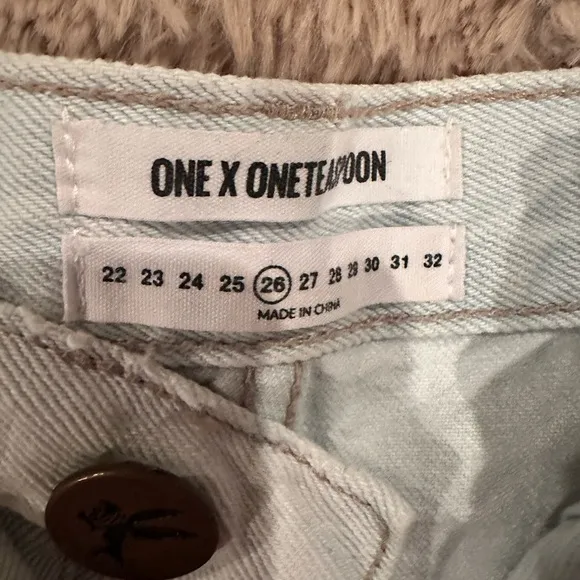 ONE X ONETEASPOON
22 23 24 25 26 27 28 29 30 31 32
MADE IN CHINA